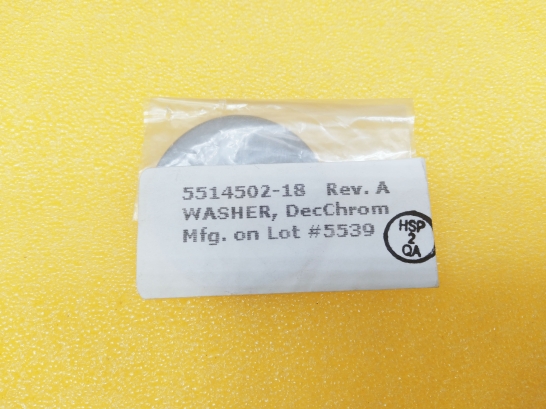 5514502-18 Rev. A
WASHER, DecChrom
Mfg. on Lot #5539
HSP
2
QA